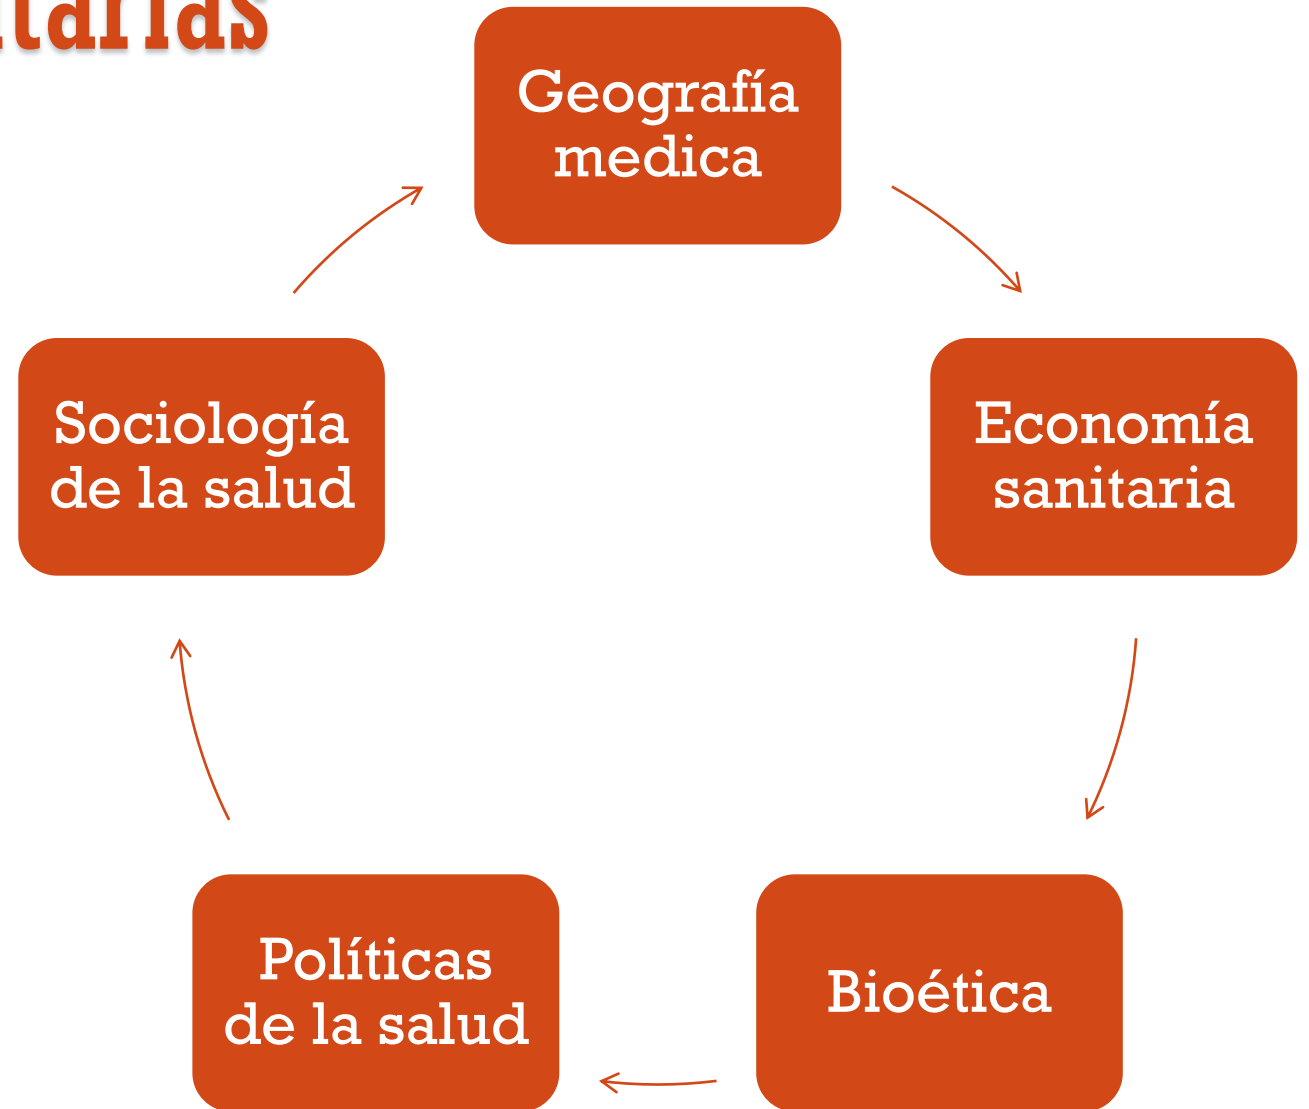 Geografía
medica
Sociología
de la salud
Economía
sanitaria
Políticas
de la salud
Bioética